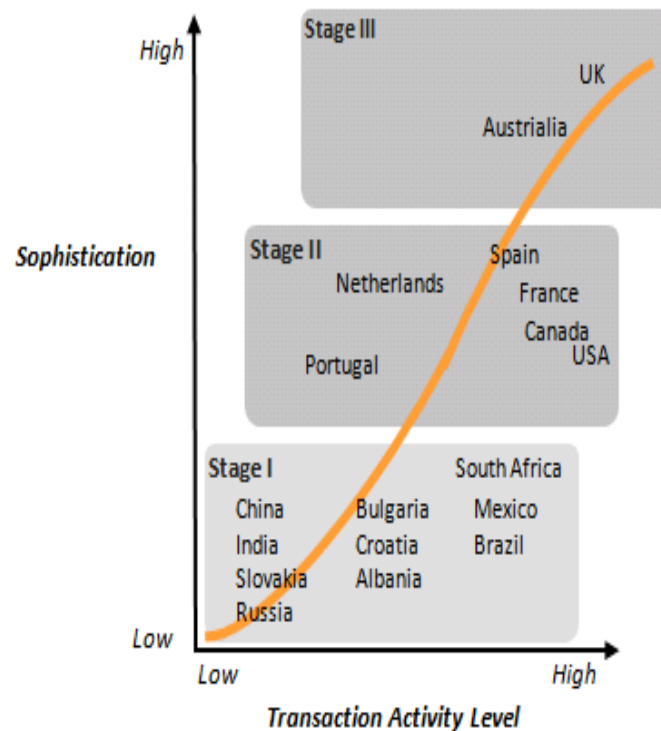 Stage III
High
UK
Austrialia
Sophistication
Stage II
Spain
Netherlands
France
Canada
USA
Portugal
Stage I
South Africa
China
Bulgaria
Mexico
India
Croatia
Brazil
Slovakia
Albania
Russia
Low
Low
High
Transaction Activity Level